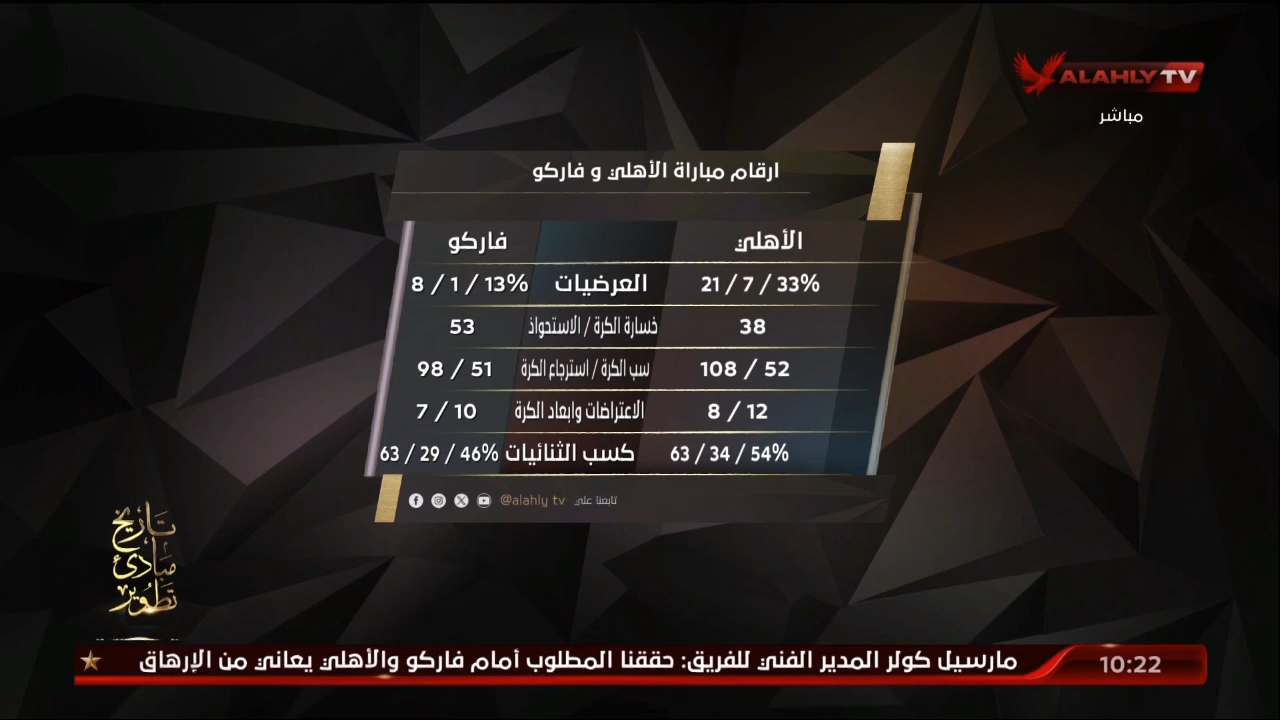 ALAHLY TV
مباشر
ارقام مباراة الأهلي و فاركو
الأهلي فاركو
21 / 7 / 33% العرضيات 8 / 1 / 13%
38 خسارة الكرة / الاستحواذ 53
108 / 52 سب الكرة / استرجاع الكرة 98 / 51
8 / 12 الاعتراضات وابعاد الكرة 7 / 10
63 / 34 / 54% كسب الثنائيات 63 / 29 / 46%
تابعنا علي @alahly tv
تاريخ
مبادئ
تطوير
10:22 مارسيل كولر المدير الفني للفريق: حققنا المطلوب أمام فاركو والأهلي يعاني من الإرهاق